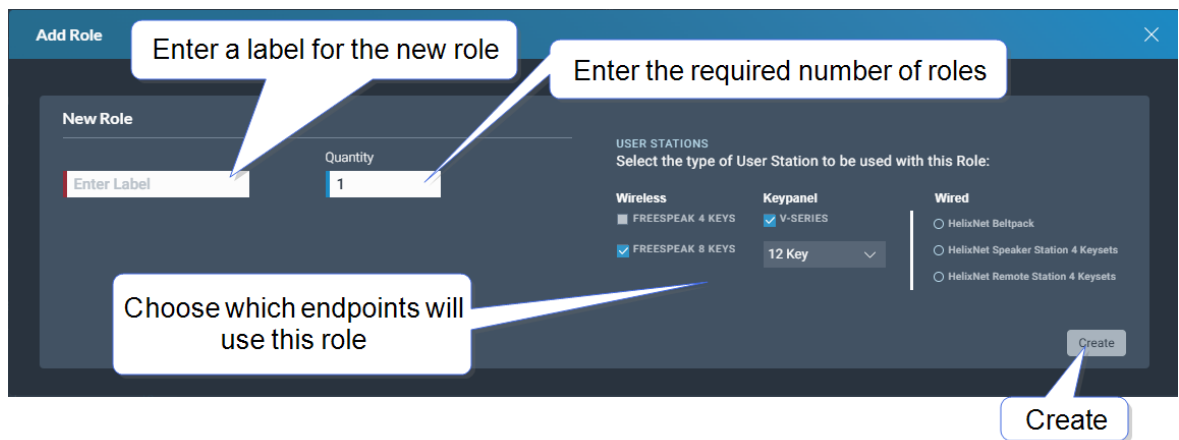 Add Role
Enter a label for the new role
Enter the required number of roles
New Role
Quantity
Enter Label
1
USER STATIONS
Select the type of User Station to be used with this Role:
Wireless
Keypanel
Wired
FREESPEAK 4 KEYS
V-SERIES
HelixNet Beltpack
FREESPEAK 8 KEYS
12 Key
HelixNet Speaker Station 4 Keysets
HelixNet Remote Station 4 Keysets
Choose which endpoints will
use this role
Create
Create